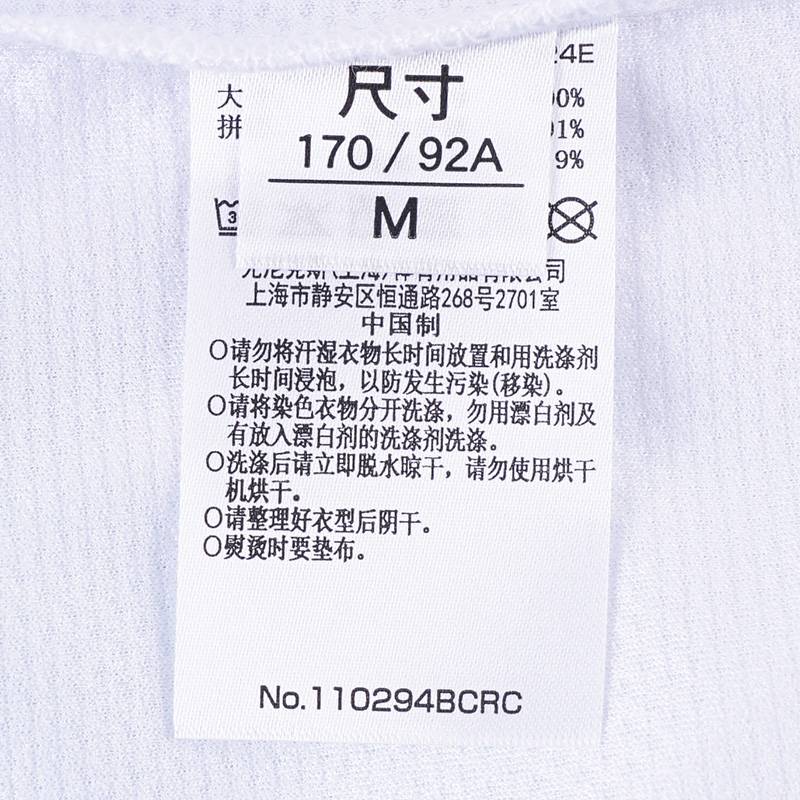 24E
尺寸
170/92A
M
大
拼
0%
1%
9%
上海市静安区恒通路268号2701室
中国制
○请勿将汗湿衣物长时间放置和用洗涤剂
长时间浸泡，以防发生污染(移染)。
○请将染色衣物分开洗涤，勿用漂白剂及
有放入漂白剂的洗涤剂洗涤。
○洗涤后请立即脱水晾干，请勿使用烘干
机烘干。
○请整理好衣型后阴干。
○熨烫时要垫布。
No.110294BCRC